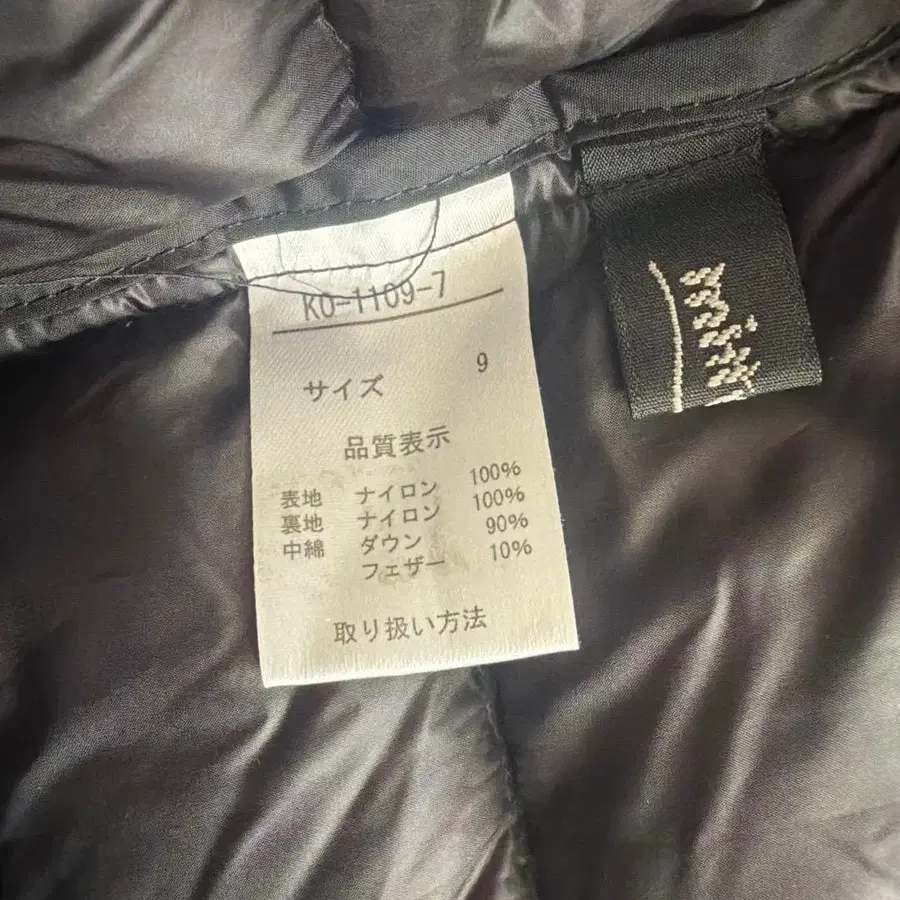 KO-1109-7
サイズ 9
品質表示
表地 ナイロン 100%
裏地 ナイロン 100%
中綿 ダウン 90%
フェザー 10%
取り扱い方法